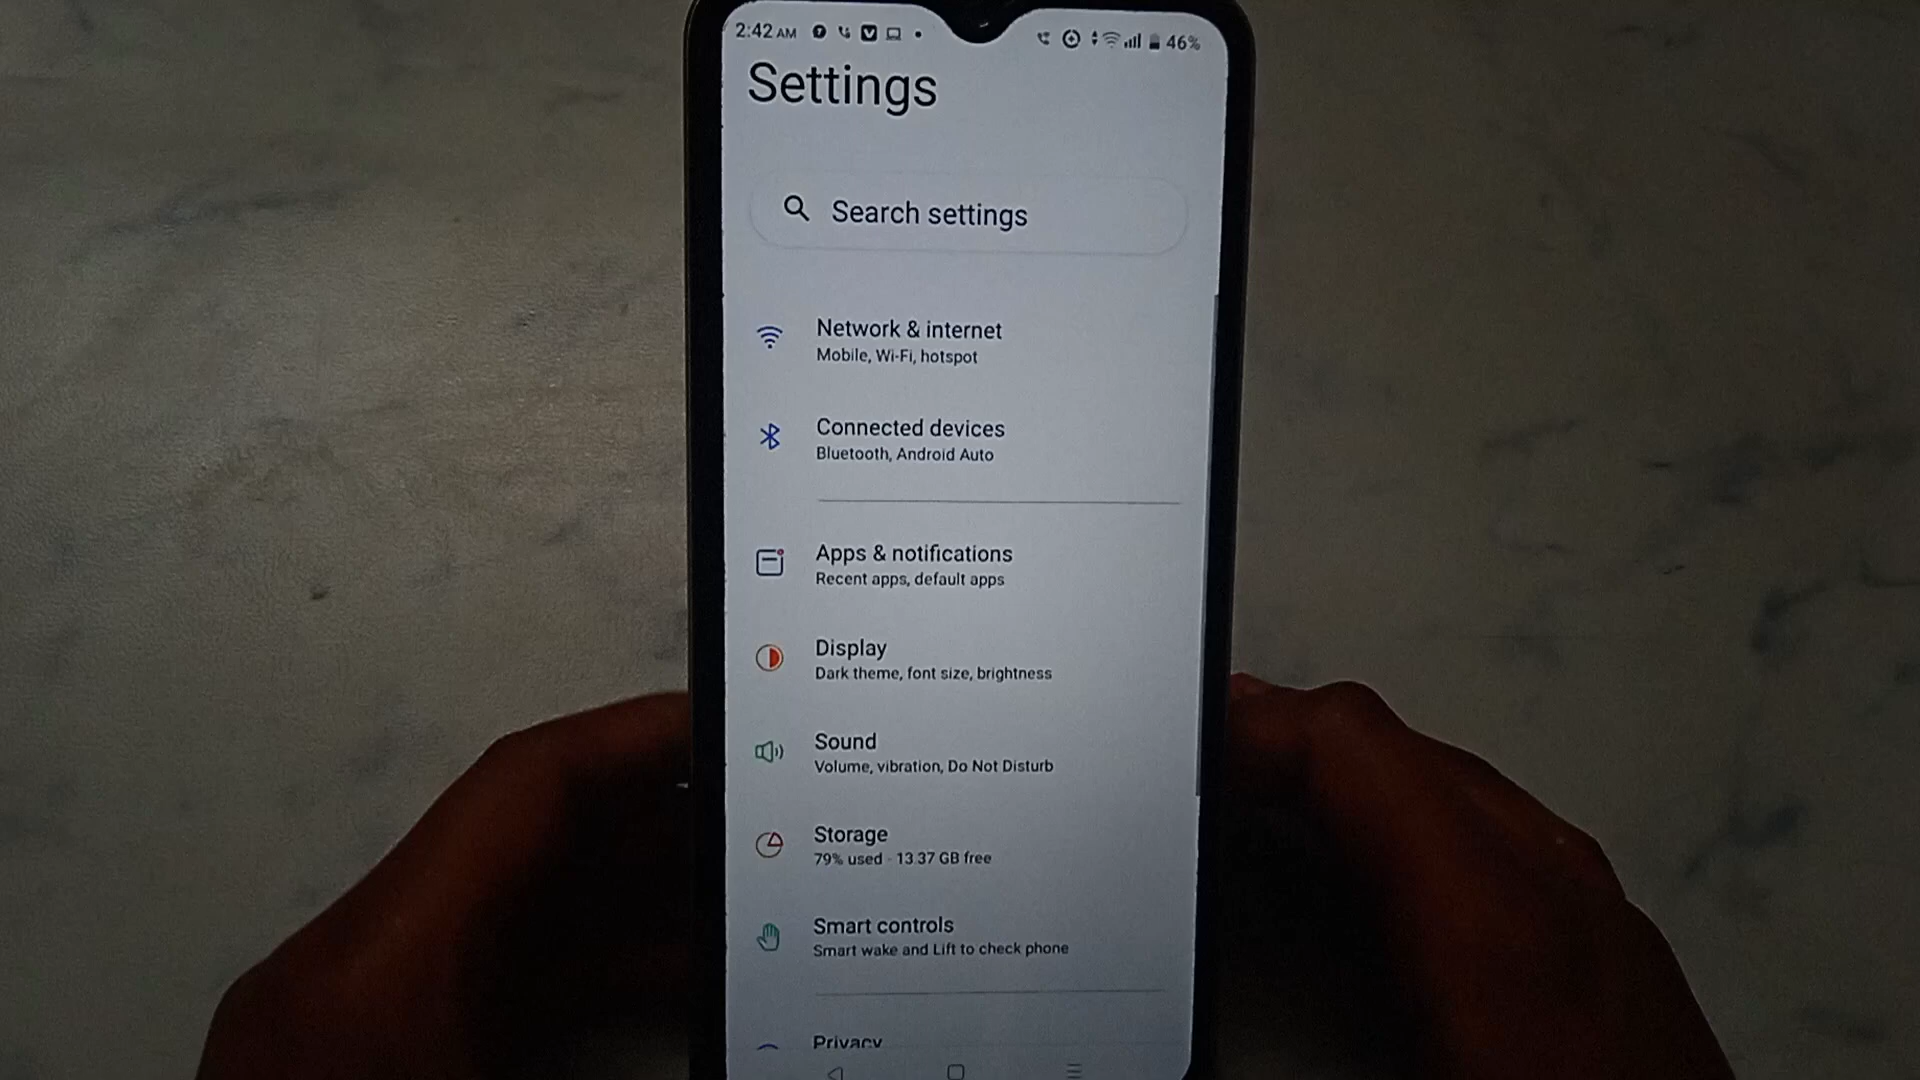 2:42 AM
46%
Settings
Search settings
Network & internet
Mobile, Wi-Fi, hotspot
Connected devices
Bluetooth, Android Auto
Apps & notifications
Recent apps, default apps
Display
Dark theme, font size, brightness
Sound
Volume, vibration, Do Not Disturb
Storage
79% used - 13.37 GB free
Smart controls
Smart wake and Lift to check phone
Privacy